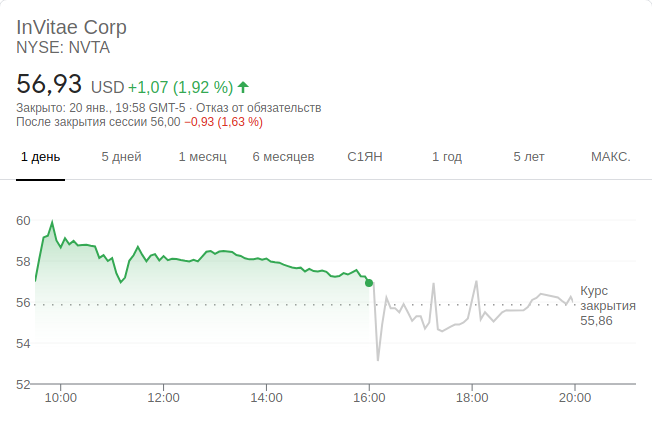 InVitae Corp
NYSE: NVTA
56,93 USD +1,07 (1,92 %)
Закрыто: 20 янв., 19:58 GMT-5 · Отказ от обязательств
После закрытия сессии 56,00 −0,93 (1,63 %)
1 день 5 дней 1 месяц 6 месяцев С1ЯН 1 год 5 лет МАКС.
60
58
56
54
52
Курс
закрытия
55,86
10:00 12:00 14:00 16:00 18:00 20:00